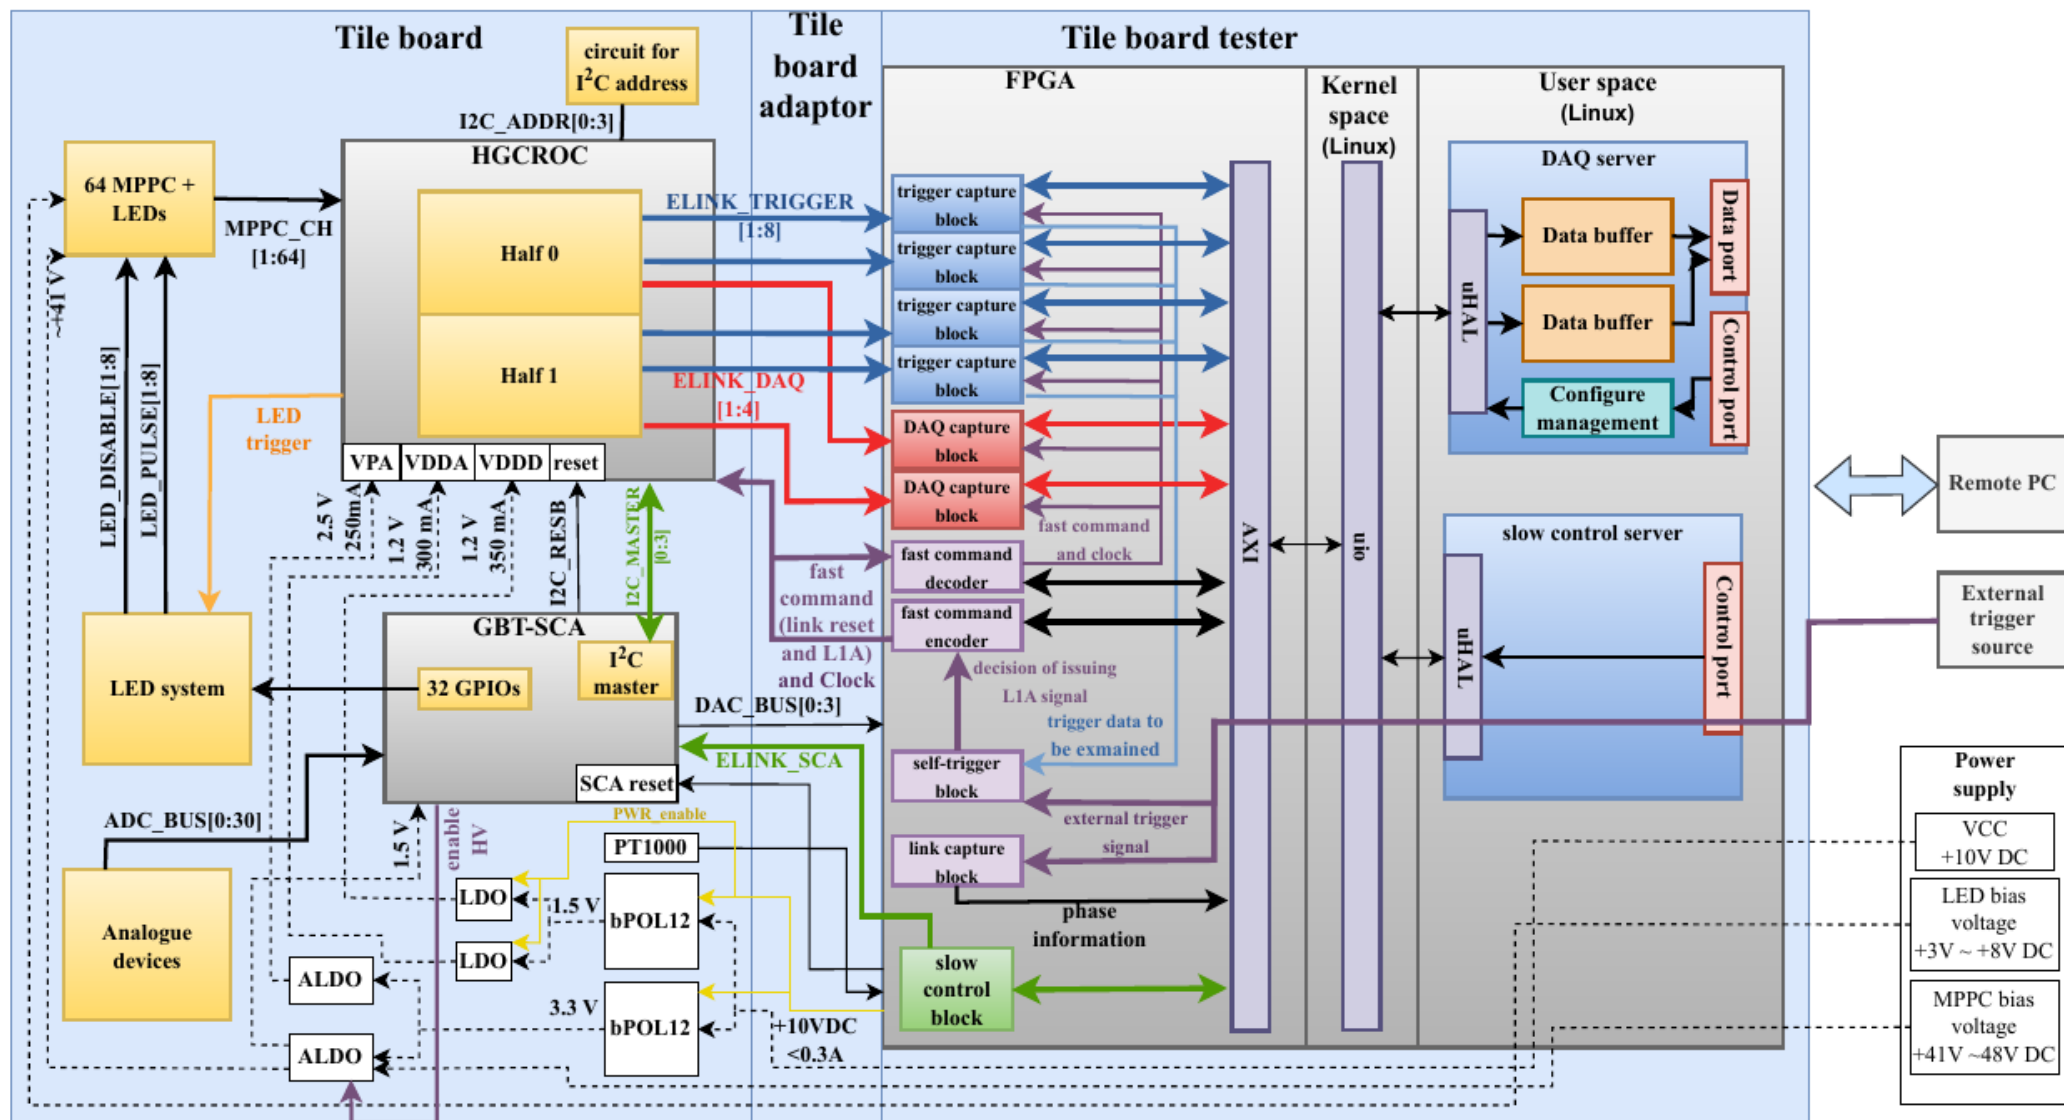 Tile board
Tile
board
adaptor
Tile board tester
circuit for
I²C address
I2C_ADDR[0:3]
64 MPPC +
LEDs
MPPC_CH
[1:64]
~+41 V
LED_DISABLE[1:8]
LED_PULSE[1:8]
LED
trigger
HGCROC
Half 0
Half 1
ELINK_TRIGGER
[1:8]
ELINK_DAQ
[1:4]
VPA
VDDA
VDDD
reset
2.5 V
250mA
1.2 V
300 mA
1.2 V
350 mA
I2C_RESB
I2C_MASTER
[0:3]
fast
command
(link reset
and L1A)
and Clock
GBT-SCA
I²C
master
32 GPIOs
LED system
DAC_BUS[0:3]
ELINK_SCA
SCA reset
ADC_BUS[0:30]
1.5 V
enable
HV
PWR_enable
PT1000
Analogue
devices
LDO
LDO
1.5 V
bPOL12
ALDO
ALDO
3.3 V
bPOL12
+10VDC
<0.3A
FPGA
trigger capture
block
trigger capture
block
trigger capture
block
trigger capture
block
DAQ capture
block
DAQ capture
block
fast command
and clock
fast command
decoder
fast command
encoder
decision of issuing
L1A signal
trigger data to
be exmained
self-trigger
block
external trigger
signal
link capture
block
phase
information
slow
control
block
AXI
Kernel
space
(Linux)
uio
User space
(Linux)
DAQ server
uHAL
Data buffer
Data buffer
Configure
management
Data port
Control port
slow control server
uHAL
Control port
Remote PC
External
trigger
source
Power
supply
VCC
+10V DC
LED bias
voltage
+3V ~ +8V DC
MPPC bias
voltage
+41V ~48V DC